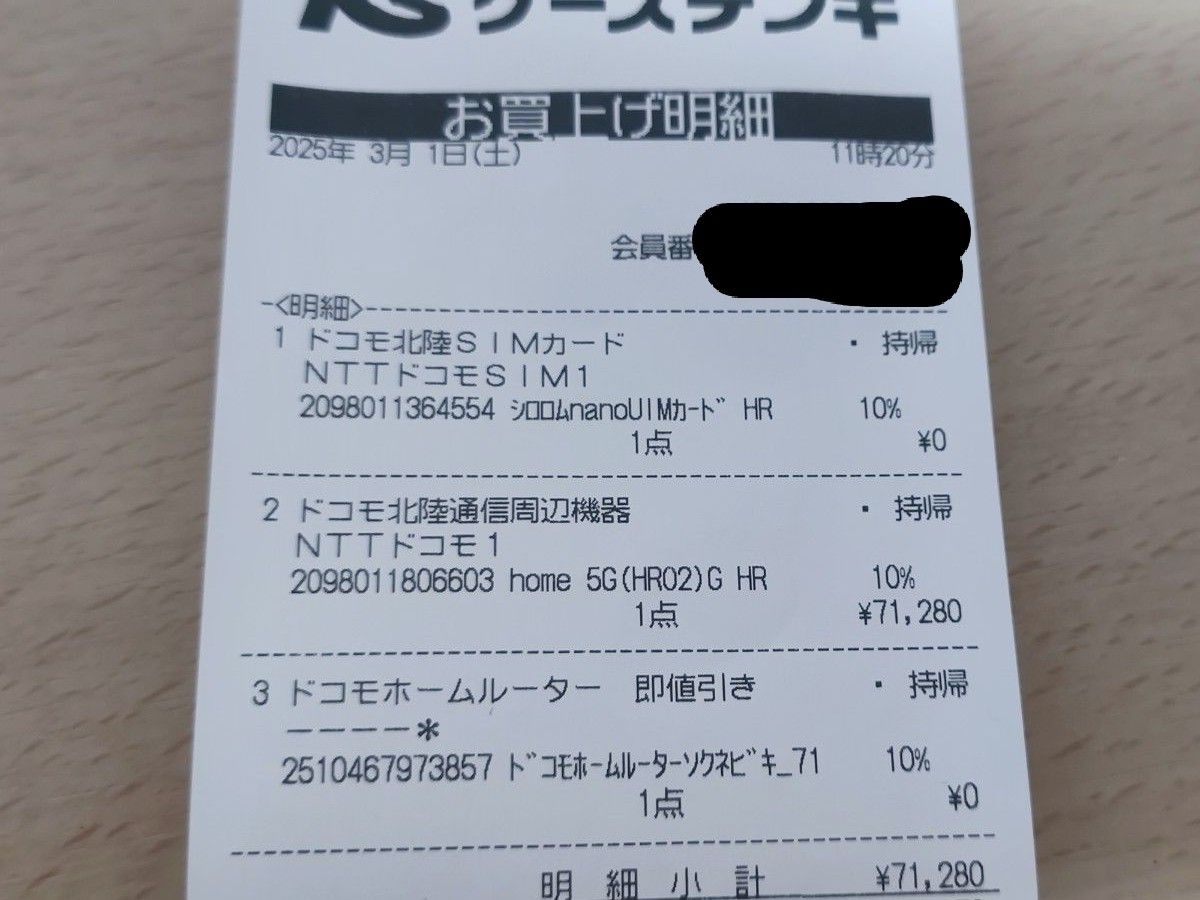 ケーズデンキ
お買上げ明細
2025年 3月 1日(土) 11時20分
会員番
-<明細>
1 ドコモ北陸SIMカード ・ 持帰
NTTドコモSIM1
2098011364554 シロロムnanoUIMカード HR 10%
1点 ¥0
2 ドコモ北陸通信周辺機器 ・ 持帰
NTTドコモ1
2098011806603 home 5G(HR02)G HR 10%
1点 ¥71,280
3 ドコモホームルーター 即値引き ・ 持帰
ーーーー*
2510467973857 ドコモホームルーターソクネビキ_71 10%
1点 ¥0
明 細 小 計 ¥71,280